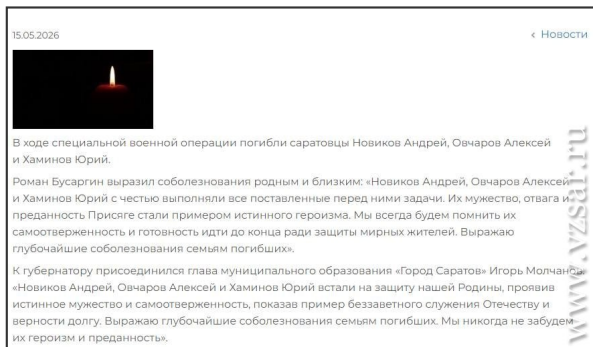 15.05.2026
‹ Новости
В ходе специальной военной операции погибли саратовцы Новиков Андрей, Овчаров Алексей
и Хаминов Юрий.
Роман Бусаргин выразил соболезнования родным и близким: «Новиков Андрей, Овчаров Алексей
и Хаминов Юрий с честью выполняли все поставленные перед ними задачи. Их мужество, отвага и
преданность Присяге стали примером истинного героизма. Мы всегда будем помнить их
самоотверженность и готовность идти до конца ради защиты мирных жителей. Выражаю
глубочайшие соболезнования семьям погибших».
К губернатору присоединился глава муниципального образования «Город Саратов» Игорь Молчанов.
«Новиков Андрей, Овчаров Алексей и Хаминов Юрий встали на защиту нашей Родины, проявив
истинное мужество и самоотверженность, показав пример беззаветного служения Отечеству и
верности долгу. Выражаю глубочайшие соболезнования семьям погибших. Мы никогда не забудем
их героизм и преданность».
www.vzsar.ru